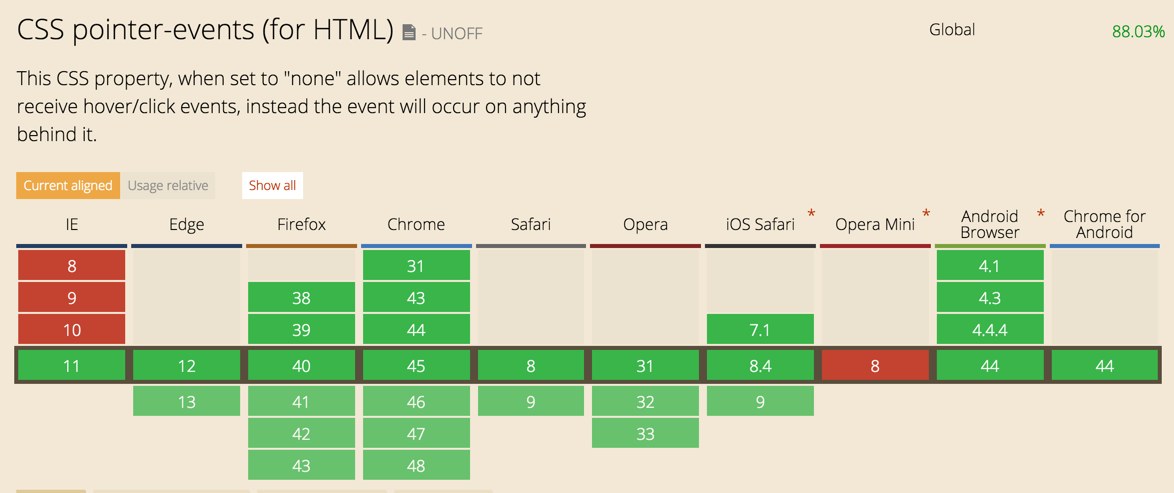 CSS pointer-events (for HTML) - UNOFF
Global 88.03%
This CSS property, when set to "none" allows elements to not
receive hover/click events, instead the event will occur on anything
behind it.
Current aligned Usage relative Show all
IE Edge Firefox Chrome Safari Opera iOS Safari * Opera Mini * Android Browser * Chrome for Android
8 31 4.1
9 38 43 4.3
10 39 44 7.1 4.4.4
11 12 40 45 8 31 8.4 8 44 44
13 41 46 9 32 9
42 47 33
43 48